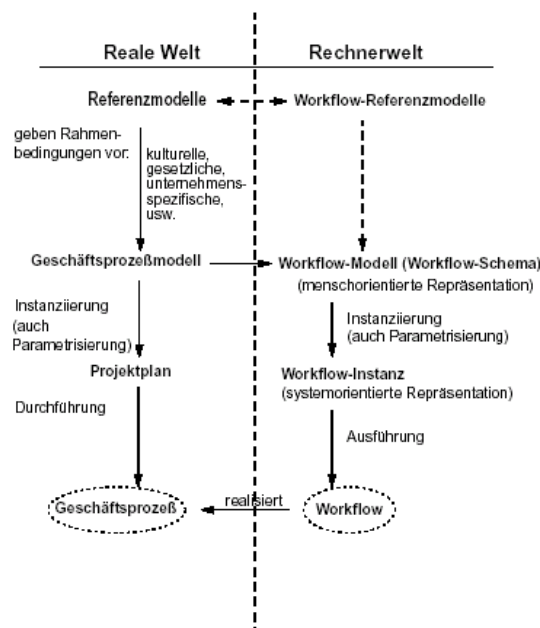 Reale Welt
Rechnerwelt
Referenzmodelle
Workflow-Referenzmodelle
geben Rahmen-
bedingungen vor:
kulturelle,
gesetzliche,
unternehmens-
spezifische,
usw.
Geschäftsprozeßmodell
Workflow-Modell (Workflow-Schema)
(menschorientierte Repräsentation)
Instanziierung
(auch
Parametrisierung)
Instanziierung
(auch Parametrisierung)
Projektplan
Workflow-Instanz
(systemorientierte Repräsentation)
Durchführung
Ausführung
realisiert
Geschäftsprozeß
Workflow